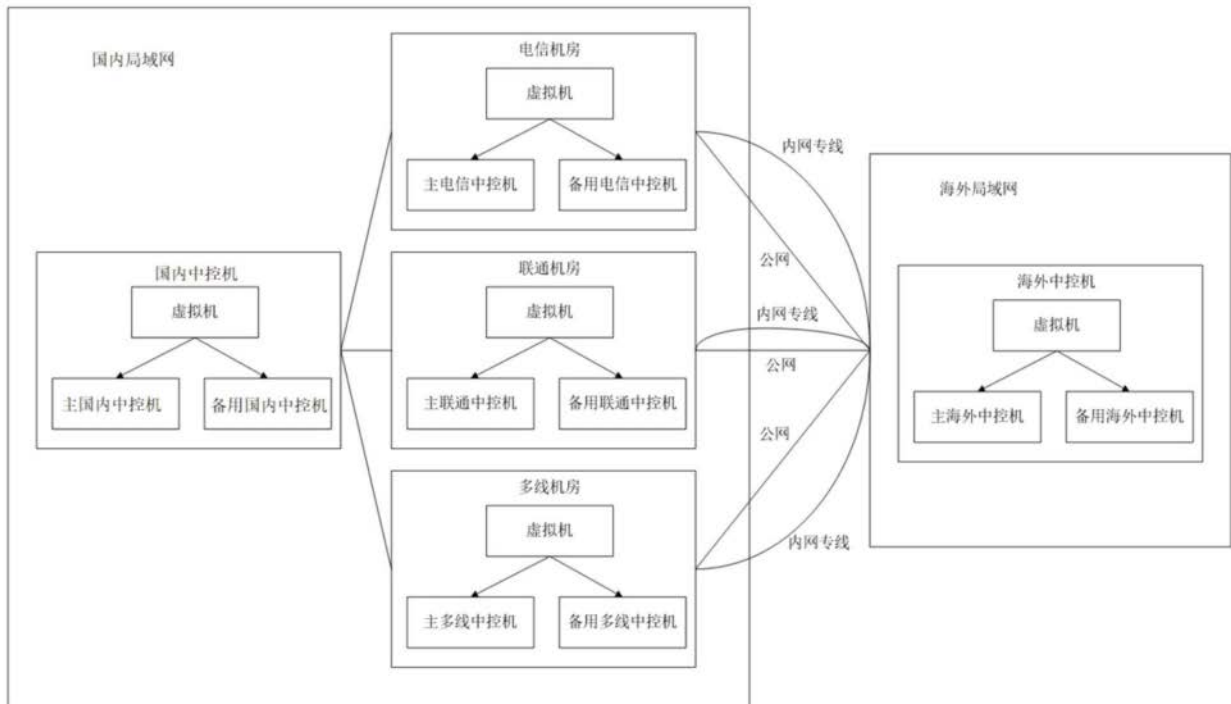 国内局域网
电信机房
虚拟机
主电信中控机
备用电信中控机
国内中控机
虚拟机
主国内中控机
备用国内中控机
联通机房
虚拟机
主联通中控机
备用联通中控机
多线机房
虚拟机
主多线中控机
备用多线中控机
内网专线
公网
内网专线
公网
公网
内网专线
海外局域网
海外中控机
虚拟机
主海外中控机
备用海外中控机